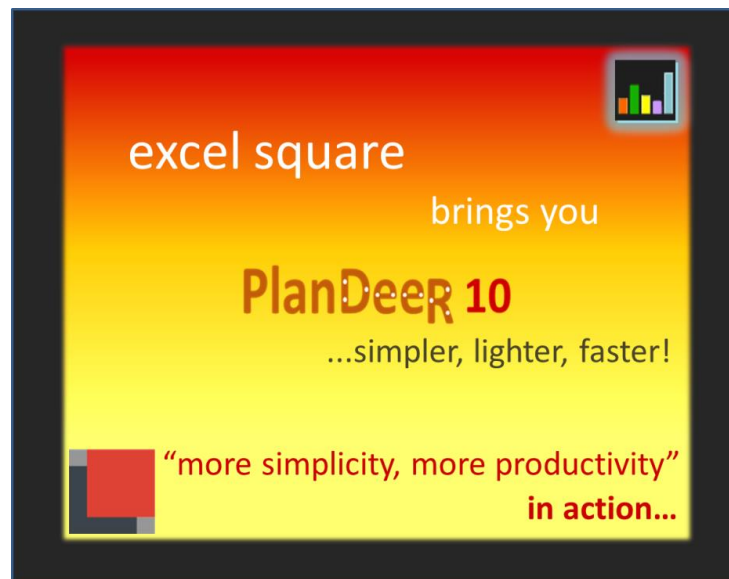 excel square
brings you
PlanDeeR 10
...simpler, lighter, faster!
“more simplicity, more productivity”
in action...